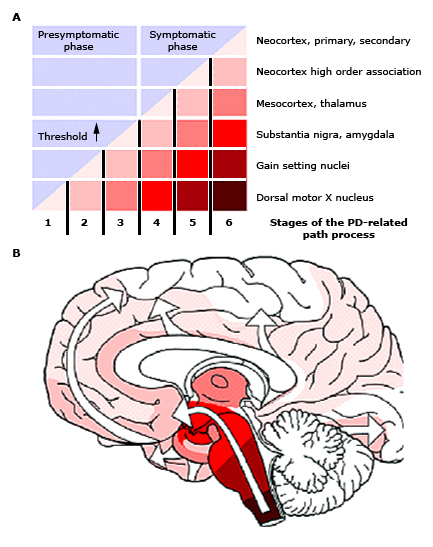 A
Presymptomatic
phase
Symptomatic
phase
Neocortex, primary, secondary
Neocortex high order association
Mesocortex, thalamus
Threshold
Substantia nigra, amygdala
Gain setting nuclei
Dorsal motor X nucleus
1 2 3 4 5 6
Stages of the PD-related
path process
B